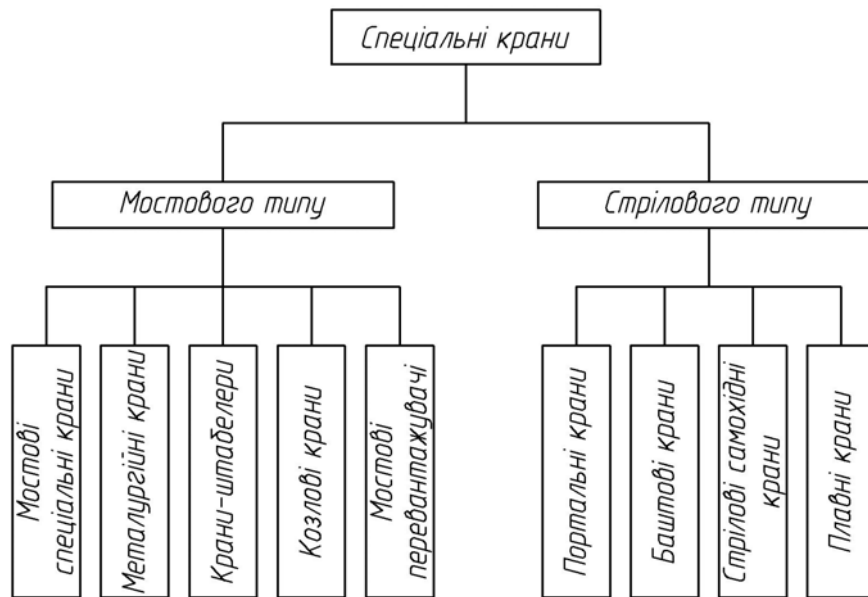 Спеціальні крани
Мостового типу
Стрілового типу
Мостові
спеціальні крани
Металургійні крани
Крани-штабелери
Козлові крани
Мостові
перевантажувачі
Портальні крани
Баштові крани
Стрілові самохідні
крани
Плавні крани